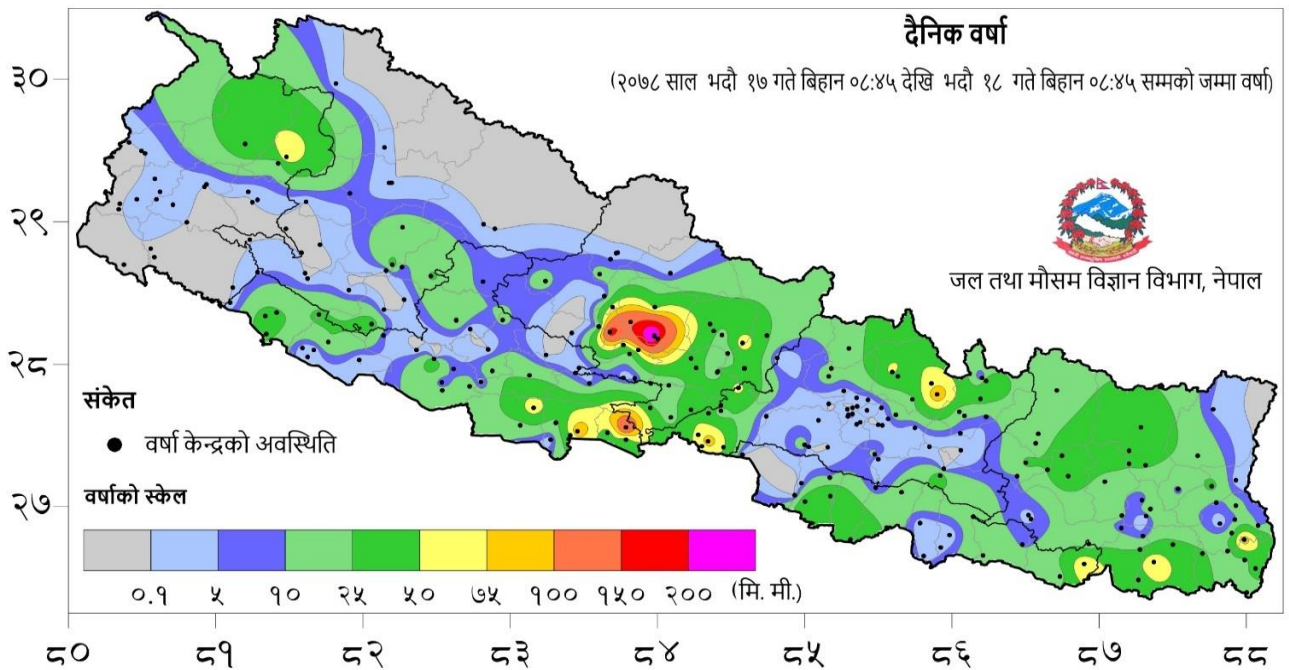 दैनिक वर्षा
(२०७८ साल भदौ १७ गते बिहान ०८:४५ देखि भदौ १८ गते बिहान ०८:४५ सम्मको जम्मा वर्षा)
३०
२९
२८
२७
जल तथा मौसम विज्ञान विभाग, नेपाल
संकेत
वर्षा केन्द्रको अवस्थिति
वर्षाको स्केल
०.१ ५ १० २५ ५० ७५ १०० १५० २०० (मि. मी.)
८० ८१ ८२ ८३ ८४ ८५ ८६ ८७ ८८